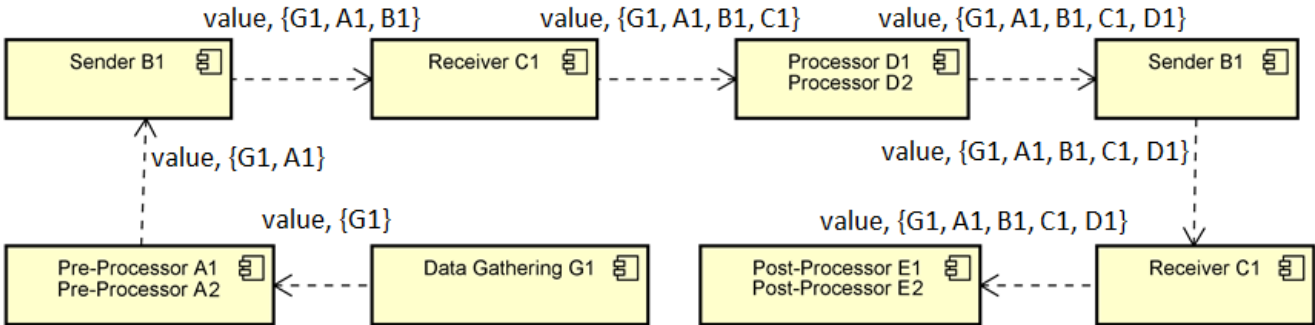 value, {G1, A1, B1}
value, {G1, A1, B1, C1}
value, {G1, A1, B1, C1, D1}
Sender B1
Receiver C1
Processor D1
Processor D2
Sender B1
value, {G1, A1}
value, {G1, A1, B1, C1, D1}
value, {G1}
value, {G1, A1, B1, C1, D1}
Pre-Processor A1
Pre-Processor A2
Data Gathering G1
Post-Processor E1
Post-Processor E2
Receiver C1